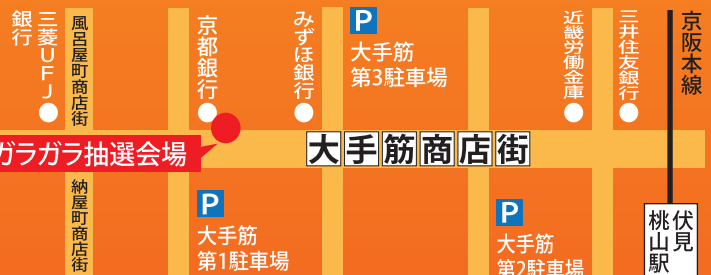 三菱UFJ
銀行
風呂屋町商店街
京都銀行
みずほ銀行
P
大手筋
第3駐車場
近畿労働金庫
三井住友銀行
京阪本線
ガラガラ抽選会場
大手筋商店街
納屋町商店街
P
大手筋
第1駐車場
P
大手筋
第2駐車場
伏見
桃山駅